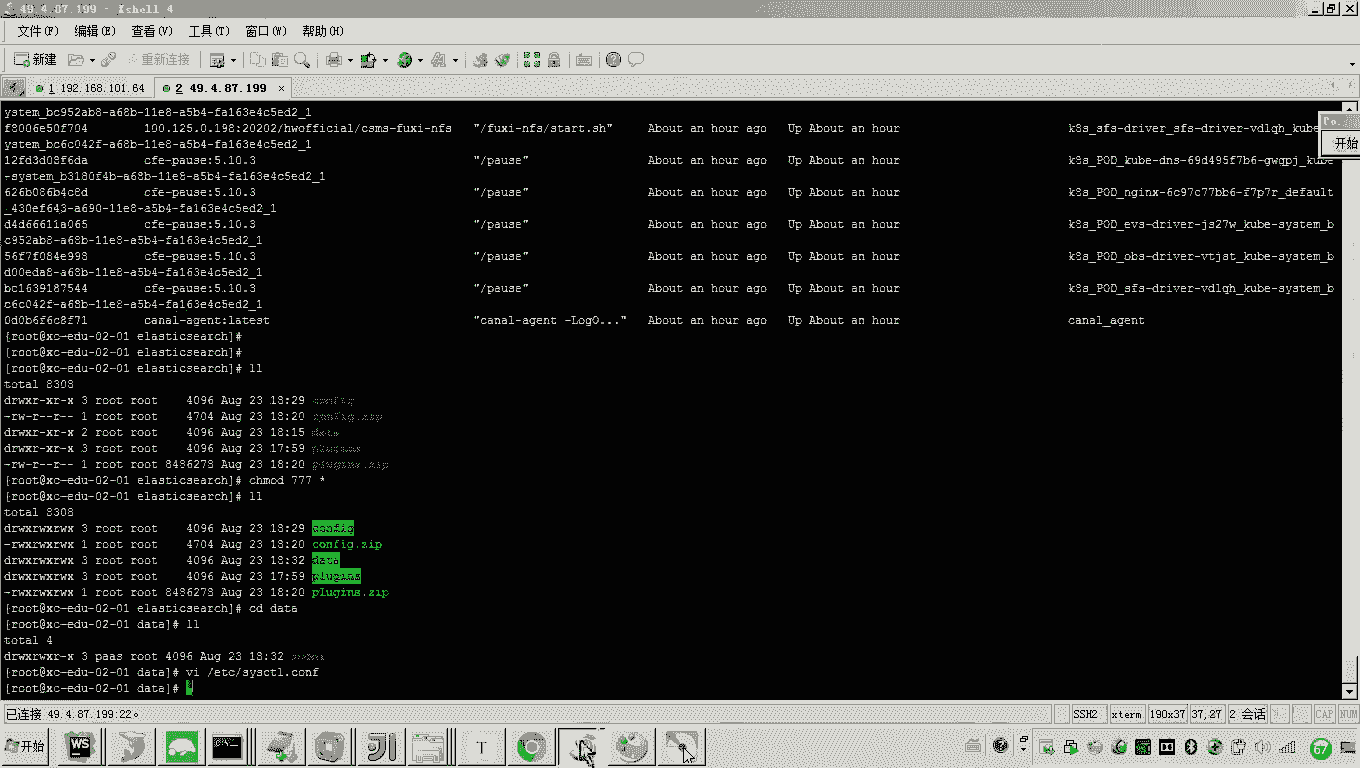 49.4.87.199 - Xshell 4
文件(F) 编辑(E) 查看(V) 工具(T) 窗口(W) 帮助(H)
新建 重新连接
1 192.168.101.64 2 49.4.87.199 ×
ystem_bc952ab8-a68b-11e8-a5b4-fa163e4c5ed2_1
f8006e50f704 100.125.0.198:20202/hwofficial/csms-fuxi-nfs "/fuxi-nfs/start.sh" About an hour ago Up About an hour k8s_sfs-driver_sfs-driver-vdlqh_kube
开始
ystem_bc6c042f-a68b-11e8-a5b4-fa163e4c5ed2_1
12fd3d08f6da cfe-pause:5.10.3 "/pause" About an hour ago Up About an hour k8s_POD_kube-dns-69d495f7b6-gwqpj_kube
-system_b3180f4b-a68b-11e8-a5b4-fa163e4c5ed2_1
626b086b4c8d cfe-pause:5.10.3 "/pause" About an hour ago Up About an hour k8s_POD_nginx-6c97c77bb6-f7p7r_default
_430ef643-a690-11e8-a5b4-fa163e4c5ed2_1
d4d66611a065 cfe-pause:5.10.3 "/pause" About an hour ago Up About an hour k8s_POD_evs-driver-js27w_kube-system_b
c952ab8-a68b-11e8-a5b4-fa163e4c5ed2_1
56f7f084e998 cfe-pause:5.10.3 "/pause" About an hour ago Up About an hour k8s_POD_obs-driver-vtjst_kube-system_b
d00eda8-a68b-11e8-a5b4-fa163e4c5ed2_1
bc1639187544 cfe-pause:5.10.3 "/pause" About an hour ago Up About an hour k8s_POD_sfs-driver-vdlqh_kube-system_b
c6c042f-a68b-11e8-a5b4-fa163e4c5ed2_1
0d0b6f6c8f71 canal-agent:latest "canal-agent -LogO..." About an hour ago Up About an hour canal_agent
[root@xc-edu-02-01 elasticsearch]#
[root@xc-edu-02-01 elasticsearch]#
[root@xc-edu-02-01 elasticsearch]# ll
total 8308
drwxr-xr-x 3 root root 4096 Aug 23 18:29 config
-rw-r--r-- 1 root root 4704 Aug 23 18:20 config.zip
drwxr-xr-x 2 root root 4096 Aug 23 18:15 data
drwxr-xr-x 3 root root 4096 Aug 23 17:59 plugins
-rw-r--r-- 1 root root 8486278 Aug 23 18:20 plugins.zip
[root@xc-edu-02-01 elasticsearch]# chmod 777 *
[root@xc-edu-02-01 elasticsearch]# ll
total 8308
drwxrwxrwx 3 root root 4096 Aug 23 18:29 config
-rwxrwxrwx 1 root root 4704 Aug 23 18:20 config.zip
drwxrwxrwx 3 root root 4096 Aug 23 18:32 data
drwxrwxrwx 3 root root 4096 Aug 23 17:59 plugins
-rwxrwxrwx 1 root root 8486278 Aug 23 18:20 plugins.zip
[root@xc-edu-02-01 elasticsearch]# cd data
[root@xc-edu-02-01 data]# ll
total 4
drwxrwxr-x 3 paas root 4096 Aug 23 18:32
[root@xc-edu-02-01 data]# vi /etc/sysctl.conf
[root@xc-edu-02-01 data]#
已连接 49.4.87.199:22。 SSH2 xterm 190x37 37,27 2 会话 CAP NUM
开始 WS T 67